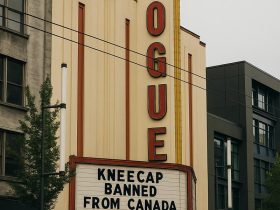 OGUE
KNEECAP
BANNED
FROM CANADA